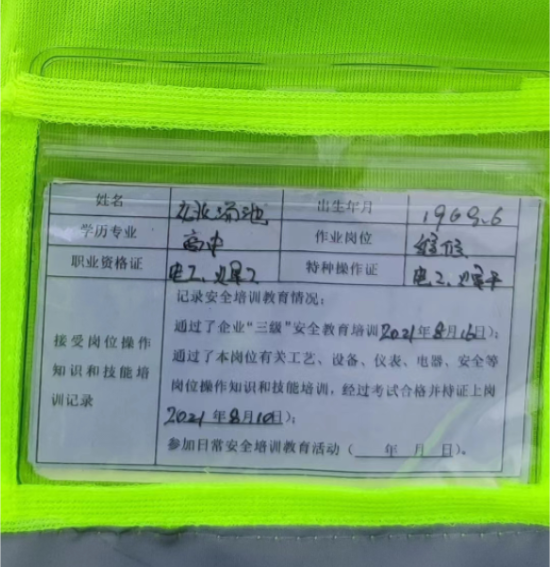 姓名 出生年月 1969.6
学历专业 高中 作业岗位 维修
职业资格证 电工、焊工 特种操作证 电工、焊
接受岗位操作
知识和技能培
训记录
记录安全培训教育情况:
通过了企业“三级”安全教育培训2021年8月16日);
通过了本岗位有关工艺、设备、仪表、电器、安全等
岗位操作知识和技能培训,经过考试合格并持证上岗
2021年8月10日);
参加日常安全培训教育活动( 年 月 日)。